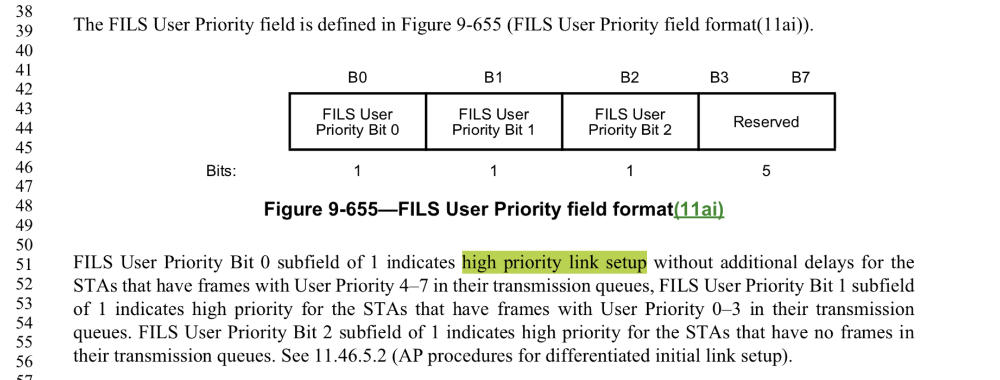 38
39 The FILS User Priority field is defined in Figure 9-655 (FILS User Priority field format(11ai)).
40
41 B0 B1 B2 B3 B7
42
43 FILS User FILS User FILS User
44 Priority Bit 0 Priority Bit 1 Priority Bit 2 Reserved
45
46 Bits: 1 1 1 5
47
48 Figure 9-655—FILS User Priority field format(11ai)
49
50
51 FILS User Priority Bit 0 subfield of 1 indicates high priority link setup without additional delays for the
52 STAs that have frames with User Priority 4–7 in their transmission queues, FILS User Priority Bit 1 subfield
53 of 1 indicates high priority for the STAs that have frames with User Priority 0–3 in their transmission
54 queues. FILS User Priority Bit 2 subfield of 1 indicates high priority for the STAs that have no frames in
55
56 their transmission queues. See 11.46.5.2 (AP procedures for differentiated initial link setup).
57